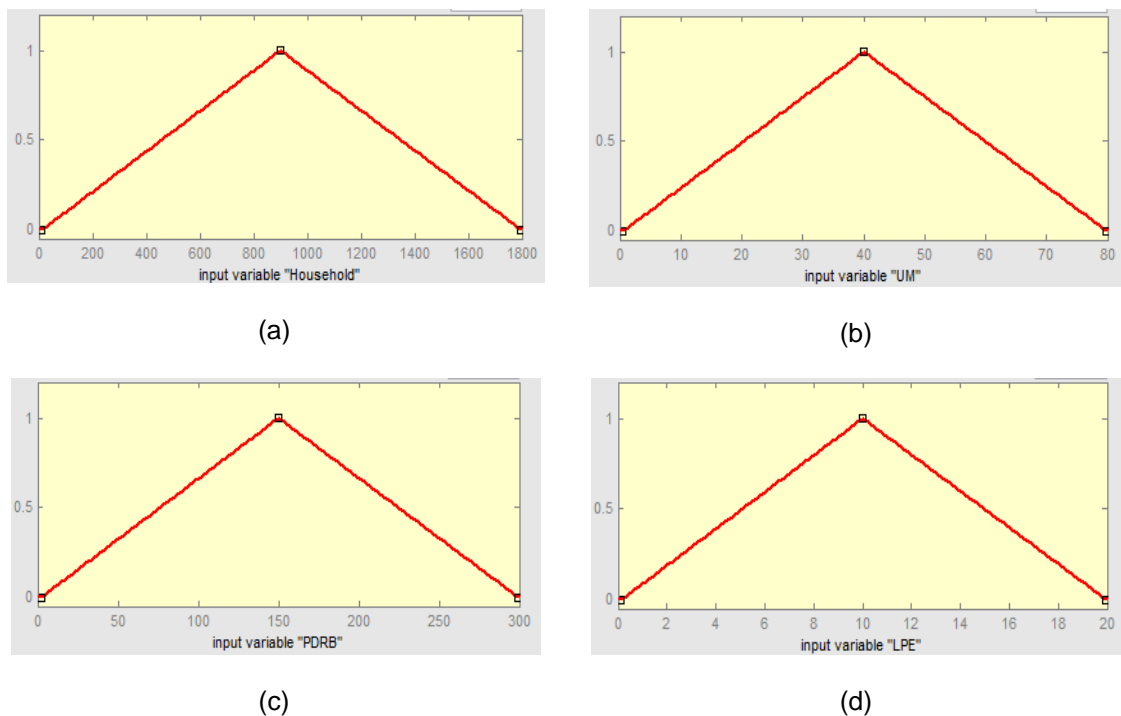 1
0.5
0
0 200 400 600 800 1000 1200 1400 1600 1800
input variable "Household"
(a)
1
0.5
0
0 10 20 30 40 50 60 70 80
input variable "UM"
(b)
1
0.5
0
0 50 100 150 200 250 300
input variable "PDRB"
(c)
1
0.5
0
0 2 4 6 8 10 12 14 16 18 20
input variable "LPE"
(d)